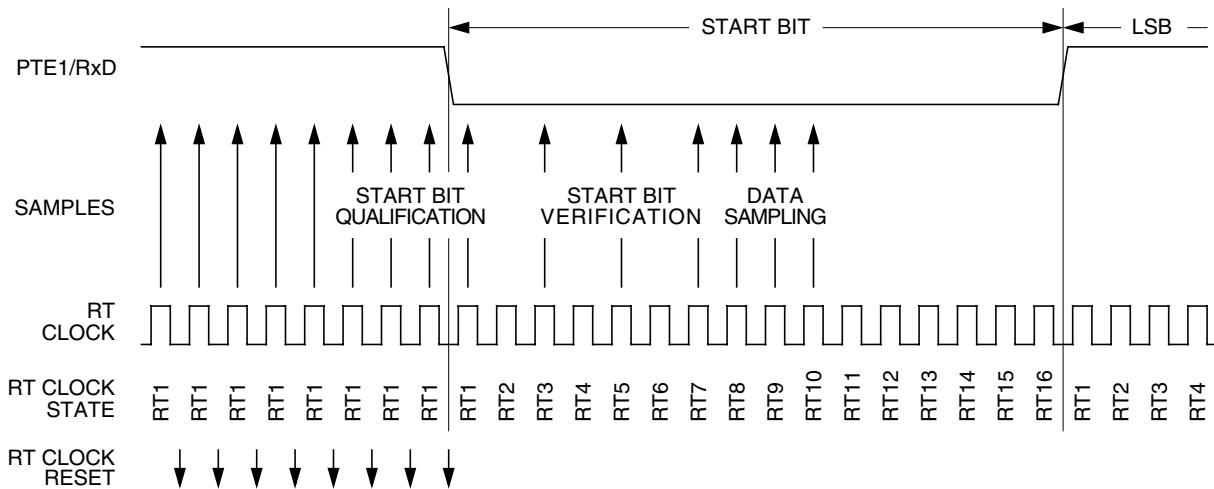 START BIT
LSB
PTE1/RxD
SAMPLES
START BIT
QUALIFICATION
START BIT
VERIFICATION
DATA
SAMPLING
RT
CLOCK
RT CLOCK
STATE
RT1 RT1 RT1 RT1 RT1 RT1 RT1 RT1 RT1 RT2 RT3 RT4 RT5 RT6 RT7 RT8 RT9 RT10 RT11 RT12 RT13 RT14 RT15 RT16 RT1 RT2 RT3 RT4
RT CLOCK
RESET